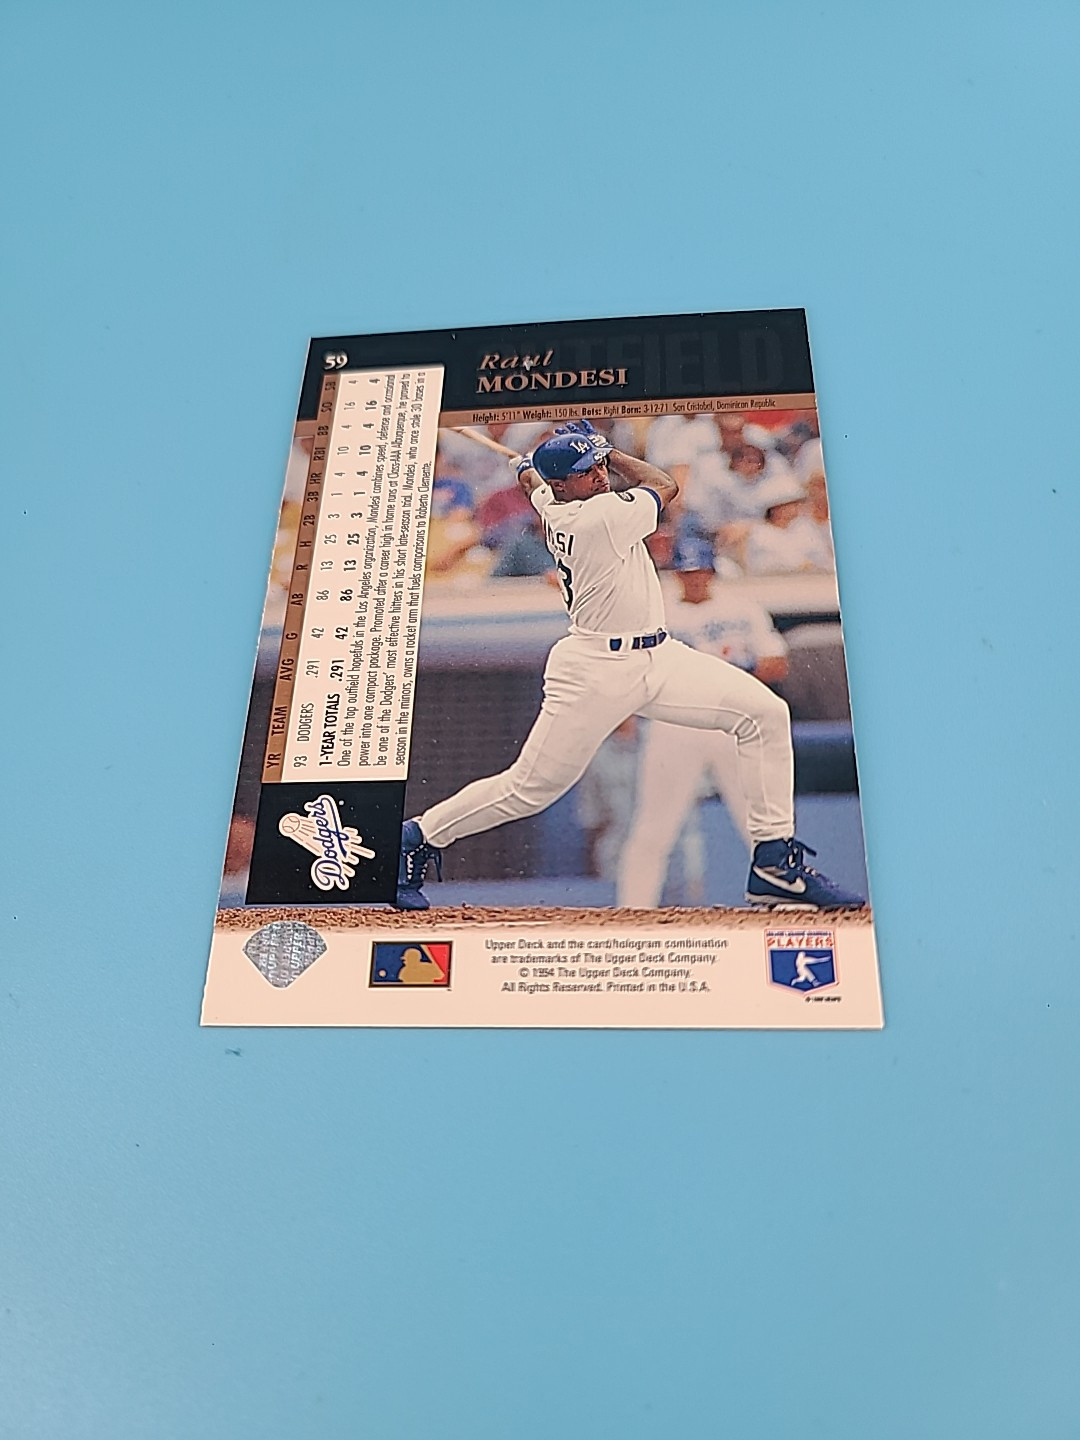 59
Raul
MONDESI
OUTFIELD
Height: 5'11" Weight: 150 lbs. Bats: Right Born: 3-12-71 San Cristobal, Dominican Republic
YR TEAM AVG G AB R H 2B 3B HR RBI BB SO SB
93 DODGERS .291 42 86 13 25 3 1 4 10 4 16 4
1-YEAR TOTALS .291 42 86 13 25 3 1 4 10 4 16 4
One of the top outfield hopefuls in the Los Angeles organization, Mondesi combines speed, defense and occasional
power into one compact package. Promoted after a career high in home runs at Class-AAA Albuquerque, he proved to
be one of the Dodgers' most effective hitters in his short late-season trial. Mondesi, who once stole 30 bases in a
season in the minors, owns a rocket arm that fuels comparisons to Roberto Clemente.
LA
SI
3
Dodgers
UPPER
Upper Deck and the card/hologram combination
are trademarks of The Upper Deck Company.
© 1994 The Upper Deck Company.
All Rights Reserved. Printed in the U.S.A.
PLAYERS